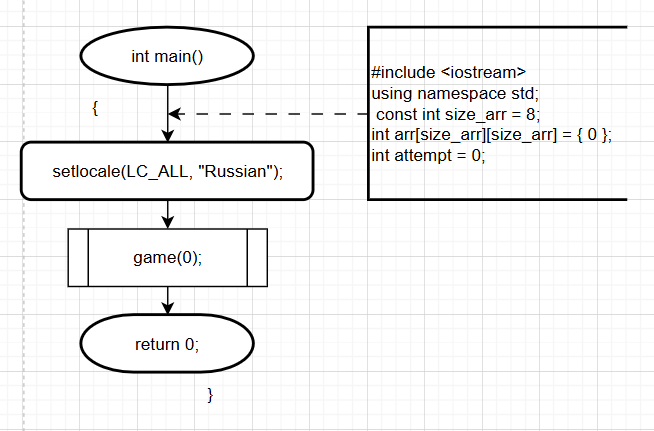 int main()
{
#include <iostream>
using namespace std;
const int size_arr = 8;
int arr[size_arr][size_arr] = { 0 };
int attempt = 0;
setlocale(LC_ALL, "Russian");
game(0);
return 0;
}